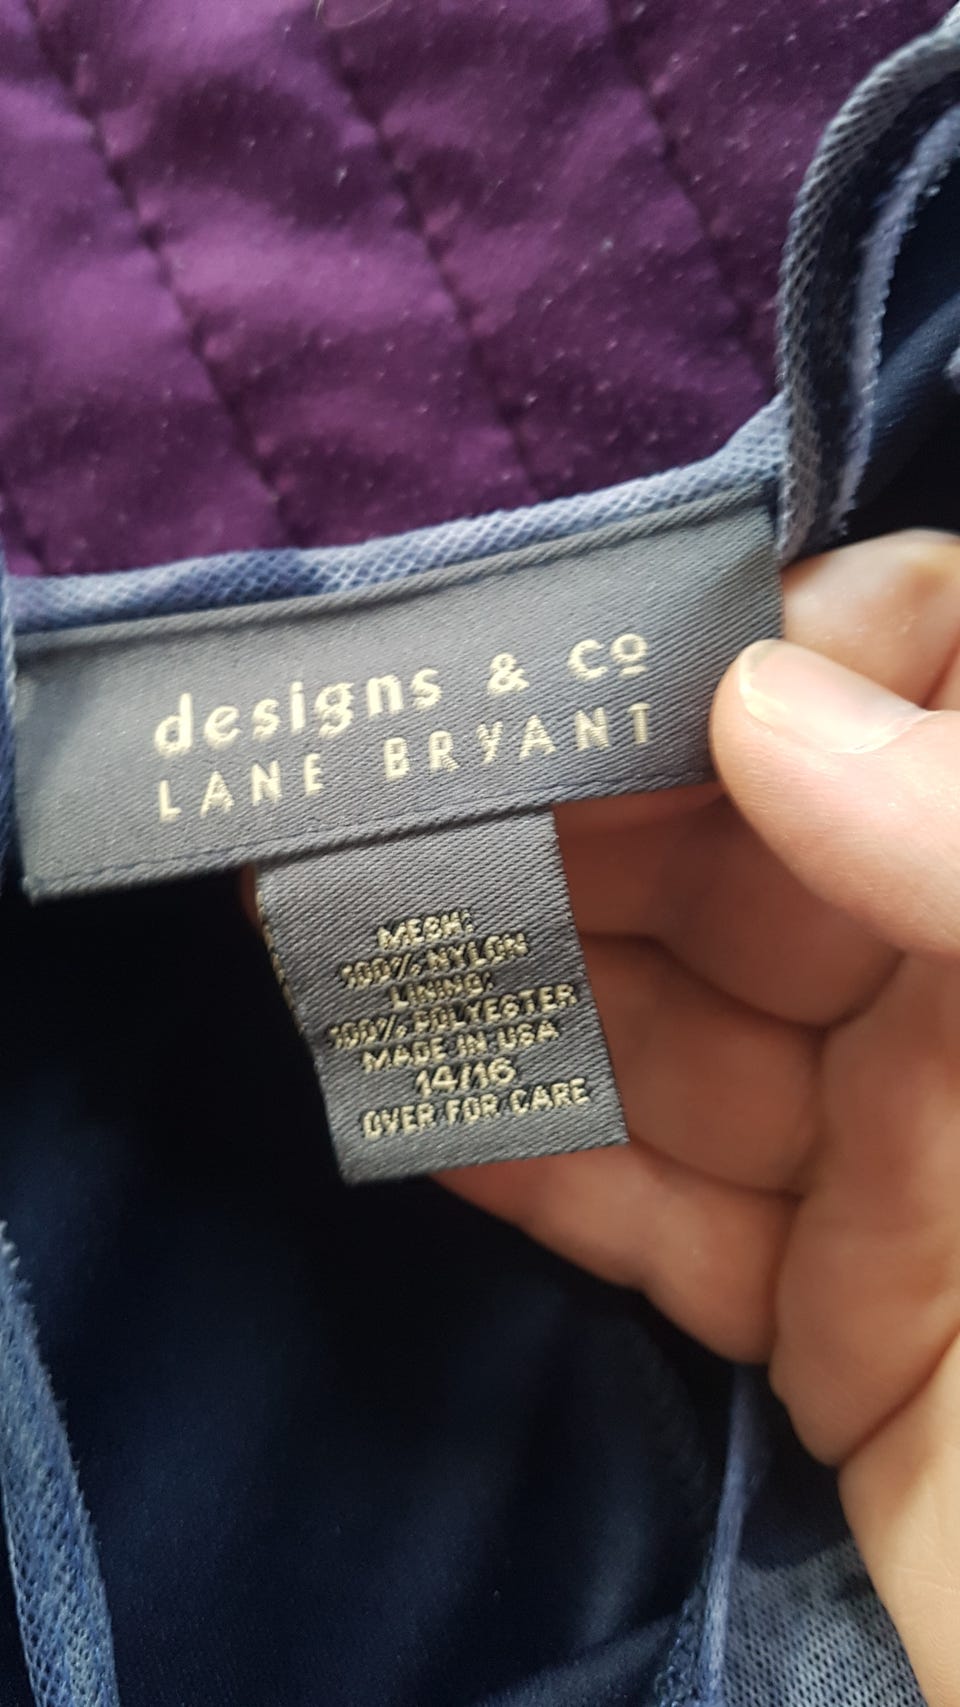 designs & Co
LANE BRYANT
MESH:
100% NYLON
LINING:
100% POLYESTER
MADE IN USA
14/16
OVER FOR CARE